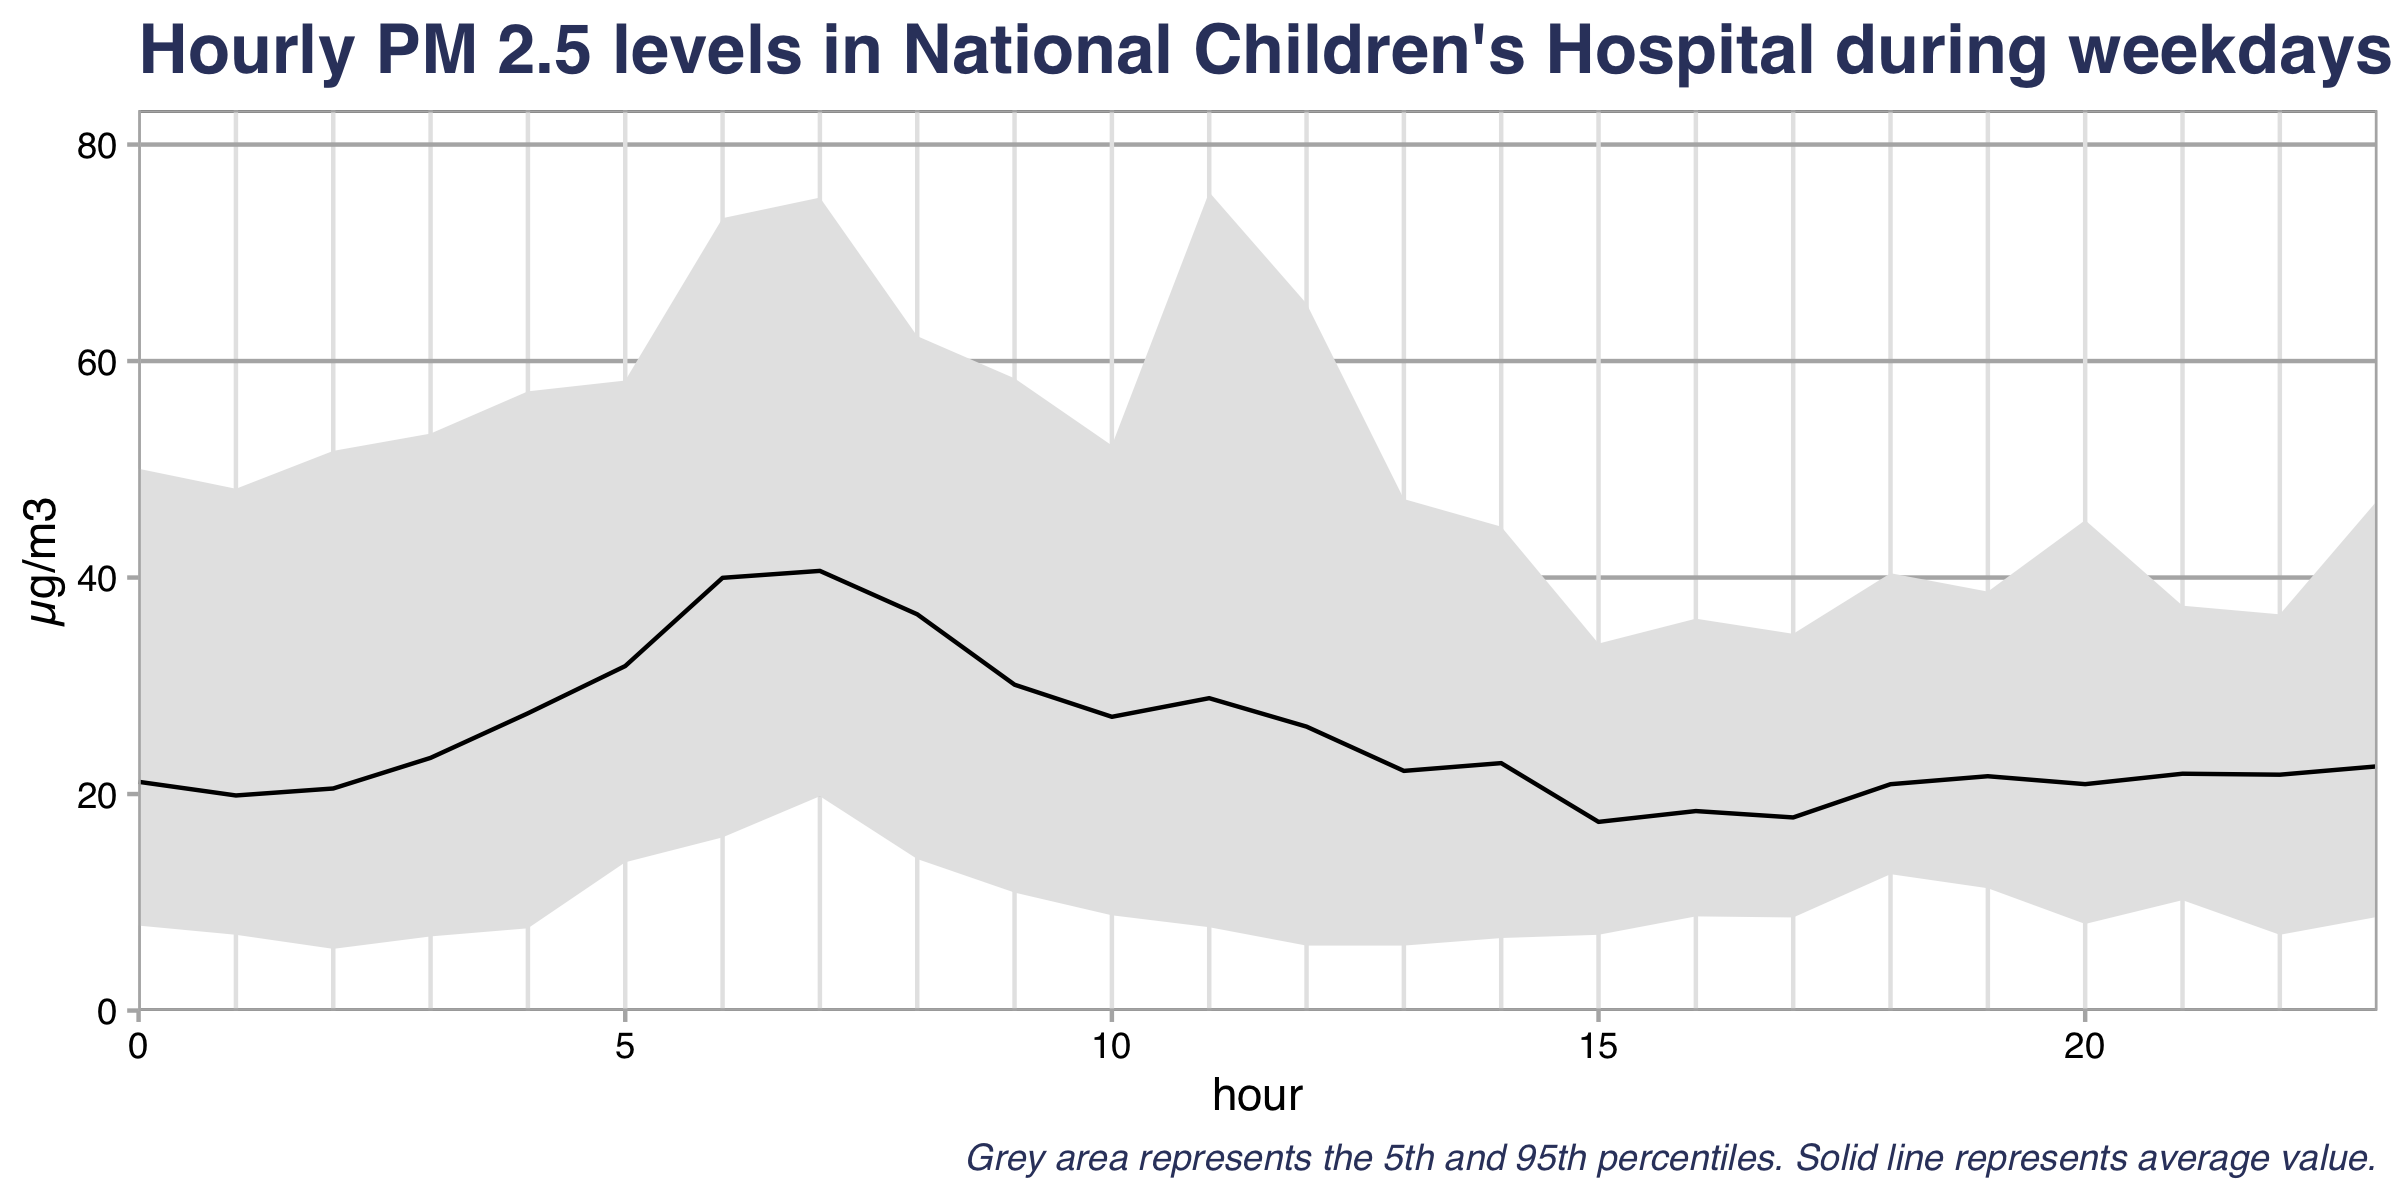 Hourly PM 2.5 levels in National Children's Hospital during weekdays
80
60
40
20
0
µg/m3
0 5 10 15 20
hour
Grey area represents the 5th and 95th percentiles. Solid line represents average value.